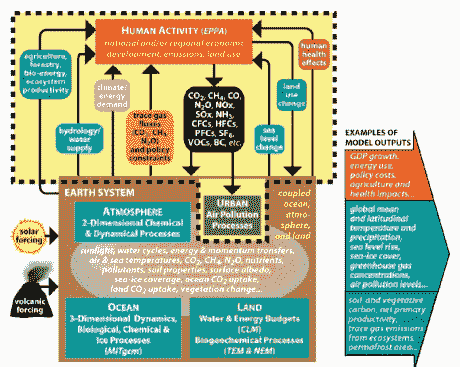 HUMAN ACTIVITY (EPPA)
national and/or regional economic
development, emissions, land use
agriculture,
forestry,
bio-energy,
ecosystem
productivity
hydrology/
water
supply
climate/
energy
demand
trace gas
fluxes
(CO₂, CH₄,
N₂O)
and policy
constraints
CO₂, CH₄, CO,
N₂O, NOx,
SOx, NH₃,
CFCs, HFCs,
PFCs, SF₆,
VOCs, BC, etc.
human
health
effects
land
use
change
sea
level
change
EARTH SYSTEM
ATMOSPHERE
2-Dimensional Chemical
& Dynamical Processes
URBAN
Air Pollution
Processes
coupled
ocean,
atmo-
sphere,
and land
solar
forcing
volcanic
forcing
sunlight, water cycles, energy & momentum transfers,
air & sea temperatures, CO₂, CH₄, N₂O, nutrients,
pollutants, soil properties, surface albedo,
sea-ice coverage, ocean CO₂ uptake,
land CO₂ uptake, vegetation change...
OCEAN
3-Dimensional Dynamics,
Biological, Chemical &
Ice Processes
(MITgcm)
LAND
Water & Energy Budgets
(CLM)
Biogeochemical Processes
(TEM & NEM)
EXAMPLES OF
MODEL OUTPUTS
GDP growth,
energy use,
policy costs,
agriculture and
health impacts...
global mean
and latitudinal
temperature and
precipitation,
sea level rise,
sea-ice cover,
greenhouse gas
concentrations,
air pollution levels...
soil and vegetative
carbon, net primary
productivity,
trace gas emissions
from ecosystems,
permafrost area...